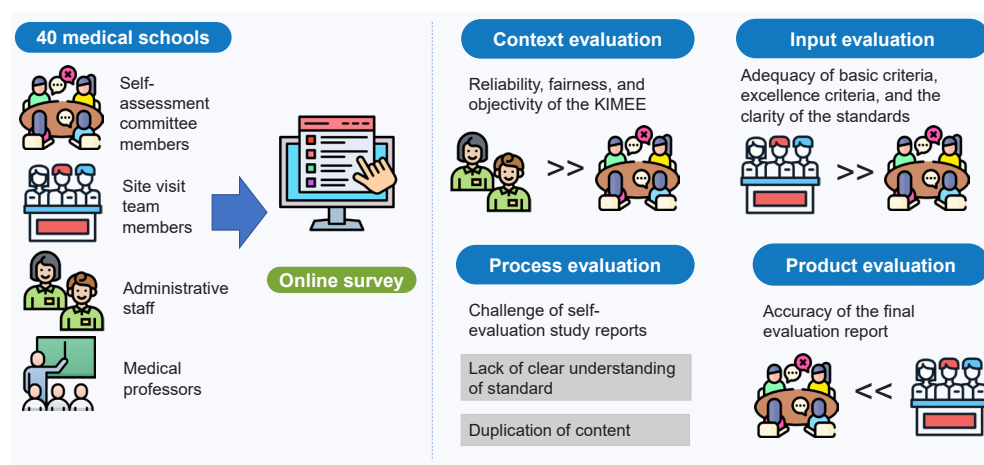 40 medical schools
Self-
assessment
committee
members
Site visit
team
members
Administrative
staff
Medical
professors
Online survey
Context evaluation
Reliability, fairness, and
objectivity of the KIMEE
>>
Input evaluation
Adequacy of basic criteria,
excellence criteria, and the
clarity of the standards
>>
Process evaluation
Challenge of self-
evaluation study reports
Lack of clear understanding
of standard
Duplication of content
Product evaluation
Accuracy of the final
evaluation report
<<